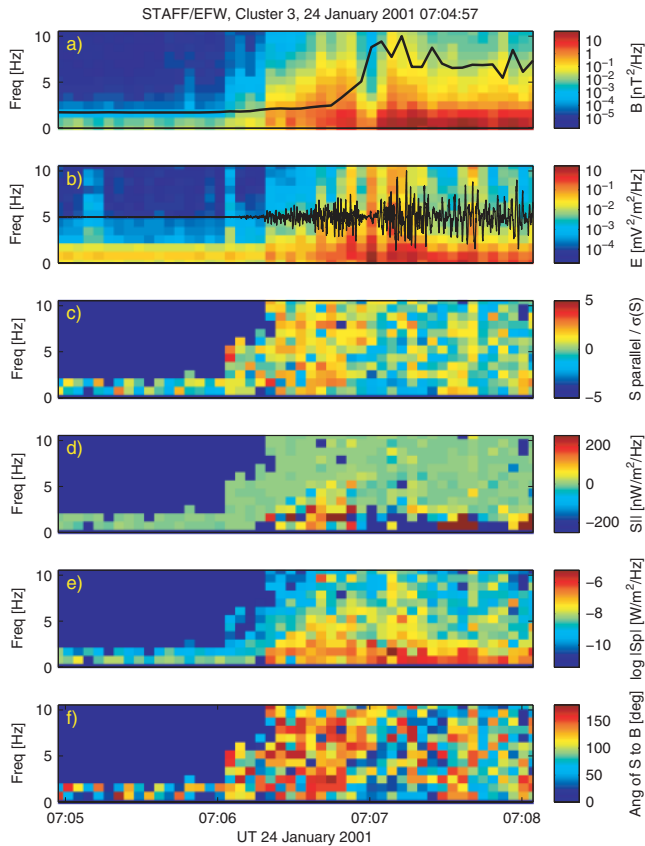 STAFF/EFW, Cluster 3, 24 January 2001 07:04:57
a)
Freq [Hz]
10
5
0
10
10⁻¹
10⁻²
10⁻³
10⁻⁴
10⁻⁵
B [nT²/Hz]
b)
Freq [Hz]
10
5
0
10
10⁻¹
10⁻²
10⁻³
10⁻⁴
E [mV²/m²/Hz]
c)
Freq [Hz]
10
5
0
5
0
−5
S parallel / σ(S)
d)
Freq [Hz]
10
5
0
200
0
−200
S|| [nW/m²/Hz]
e)
Freq [Hz]
10
5
0
−6
−8
−10
log |Sp| [W/m²/Hz]
f)
Freq [Hz]
10
5
0
150
100
50
0
Ang of S to B [deg]
07:05 07:06 07:07 07:08
UT 24 January 2001